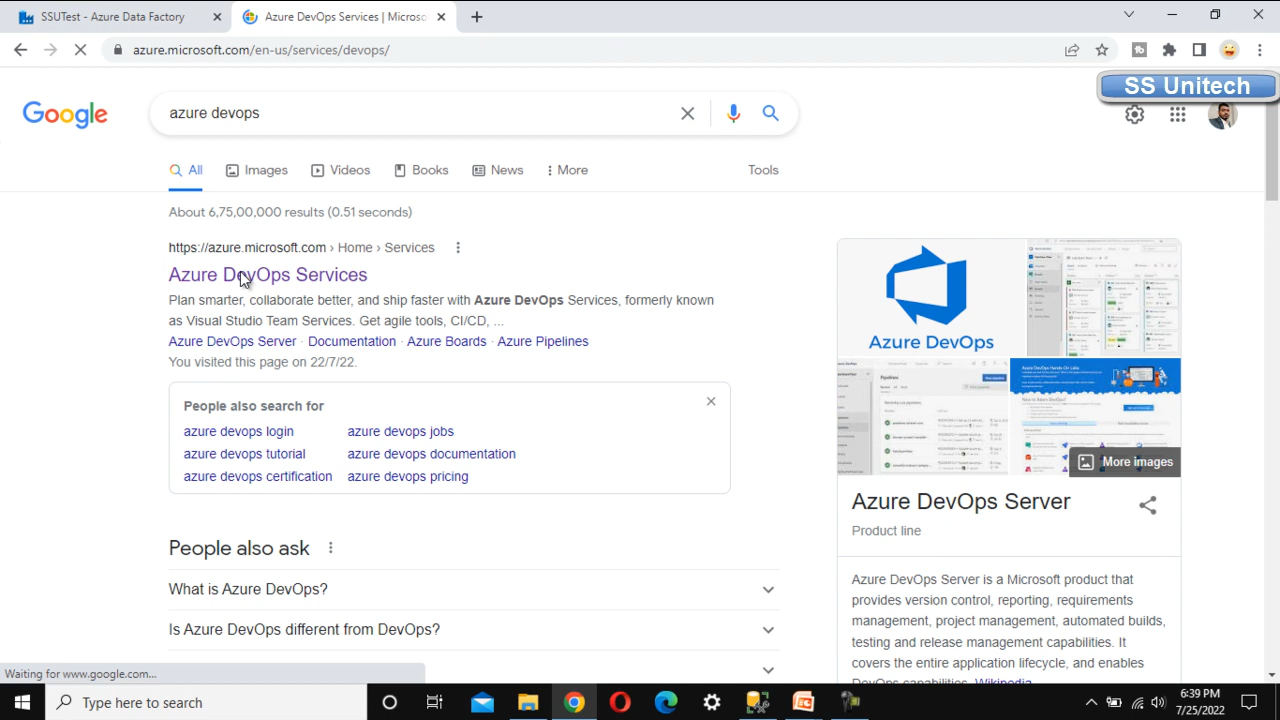 SSUTest - Azure Data Factory
Azure DevOps Services | Microso
azure.microsoft.com/en-us/services/devops/
SS Unitech
Google
azure devops
All
Images
Videos
Books
News
More
Tools
About 6,75,00,000 results (0.51 seconds)
https://azure.microsoft.com › Home › Services
Azure DevOps Services
Plan smarter, collaborate better, and ship faster with Azure DevOps Services, formerly known
as Visual Studio Team Services. Get agile tools, CI/CD, ...
Azure DevOps Server · Documentation · Azure Boards · Azure Pipelines
You visited this page on 22/7/22.
People also search for
azure devops login
azure devops jobs
azure devops tutorial
azure devops documentation
azure devops certification
azure devops pricing
People also ask
What is Azure DevOps?
Is Azure DevOps different from DevOps?
Azure DevOps
More images
Azure DevOps Server
Product line
Azure DevOps Server is a Microsoft product that
provides version control, reporting, requirements
management, project management, automated builds,
testing and release management capabilities. It
covers the entire application lifecycle, and enables
DevOps capabilities. Wikipedia
Waiting for www.google.com...
Type here to search
6:39 PM
7/25/2022